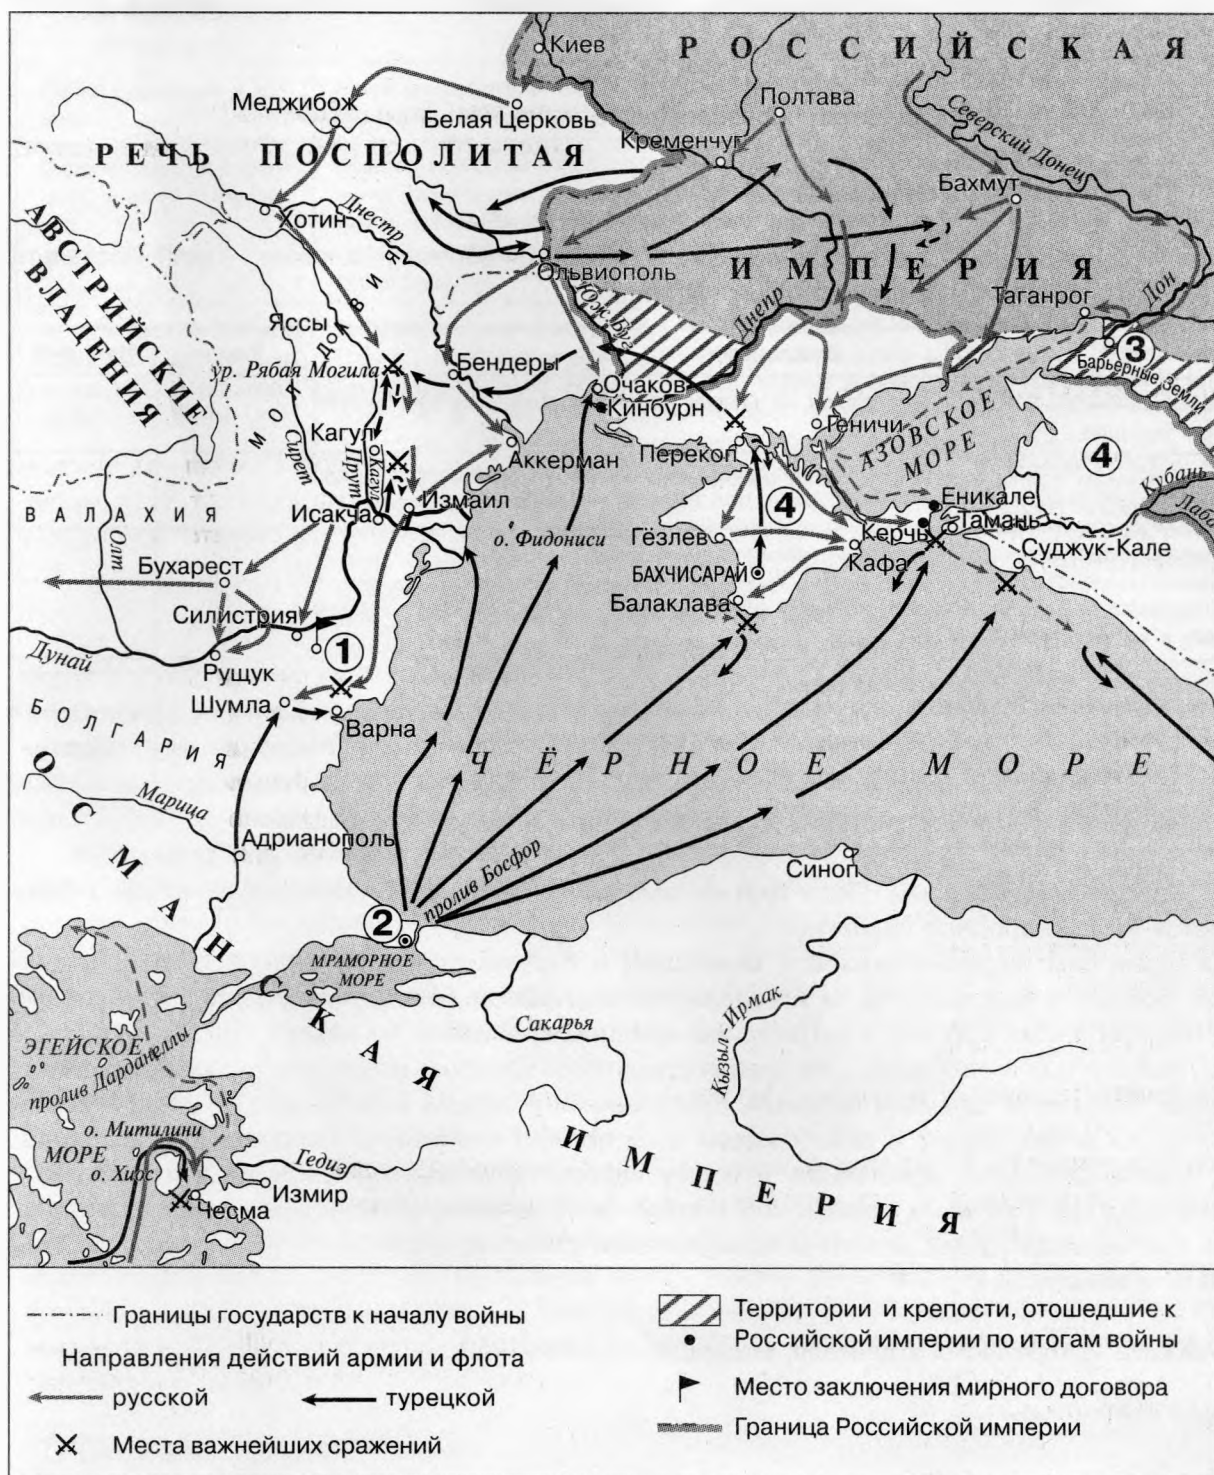 Киев
РОССИЙСКАЯ
Меджибож
Белая Церковь
Полтава
Кременчуг
Северский Донец
РЕЧЬ ПОСПОЛИТАЯ
Бахмут
АВСТРИЙСКИЕ
ВЛАДЕНИЯ
Хотин
Днестр
Ольвиополь
ИМПЕРИЯ
МОЛДАВИЯ
Таганрог
Дон
Юж. Буг
Днепр
Яссы
3
ур. Рябая Могила
Бендеры
Барьерные Земли
Очаков
Кинбурн
АЗОВСКОЕ
МОРЕ
Кагул
Геничи
Сирет
Прут
о. Кагул
Аккерман
Перекоп
4
Кубань
Лаба
ВАЛАХИЯ
Исакча
Измаил
4
Еникале
Олт
о. Фидониси
Гёзлев
Керчь
Тамань
Суджук-Кале
Бухарест
БАХЧИСАРАЙ
Кафа
Силистрия
Балаклава
Дунай
1
Рущук
Шумла
БОЛГАРИЯ
Варна
ЧЁРНОЕ МОРЕ
Марица
Адрианополь
пролив Босфор
Синоп
ОСМАНСКАЯ
2
МРАМОРНОЕ
МОРЕ
Сакарья
Кызыл-Ирмак
ЭГЕЙСКОЕ
пролив Дарданеллы
о. Митилини
МОРЕ
о. Хиос
Гедиз
ИМПЕРИЯ
Измир
Чесма
Границы государств к началу войны
Направления действий армии и флота
русской
турецкой
Места важнейших сражений
Территории и крепости, отошедшие к
Российской империи по итогам войны
Место заключения мирного договора
Граница Российской империи